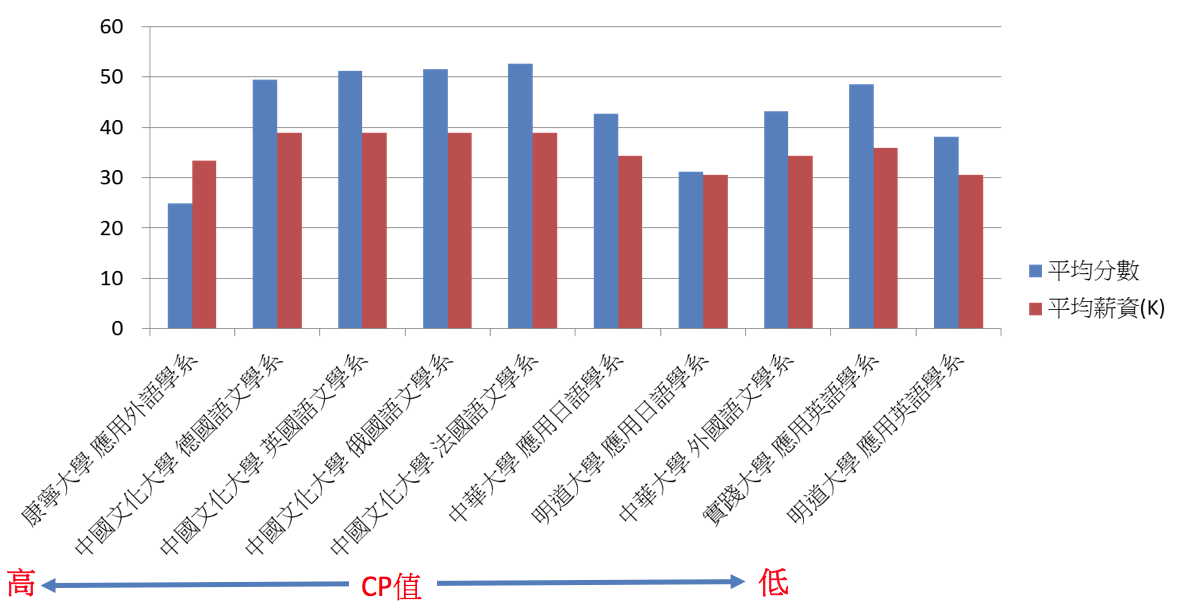 60
50
40
30
20
10
0
平均分數
平均薪資(K)
康寧大學 應用外語學系
中國文化大學 德國語文學系
中國文化大學 英國語文學系
中國文化大學 俄國語文學系
中國文化大學 法國語文學系
中華大學 應用日語學系
明道大學 應用日語學系
中華大學 外國語文學系
實踐大學 應用英語學系
明道大學 應用英語學系
高 CP值 低